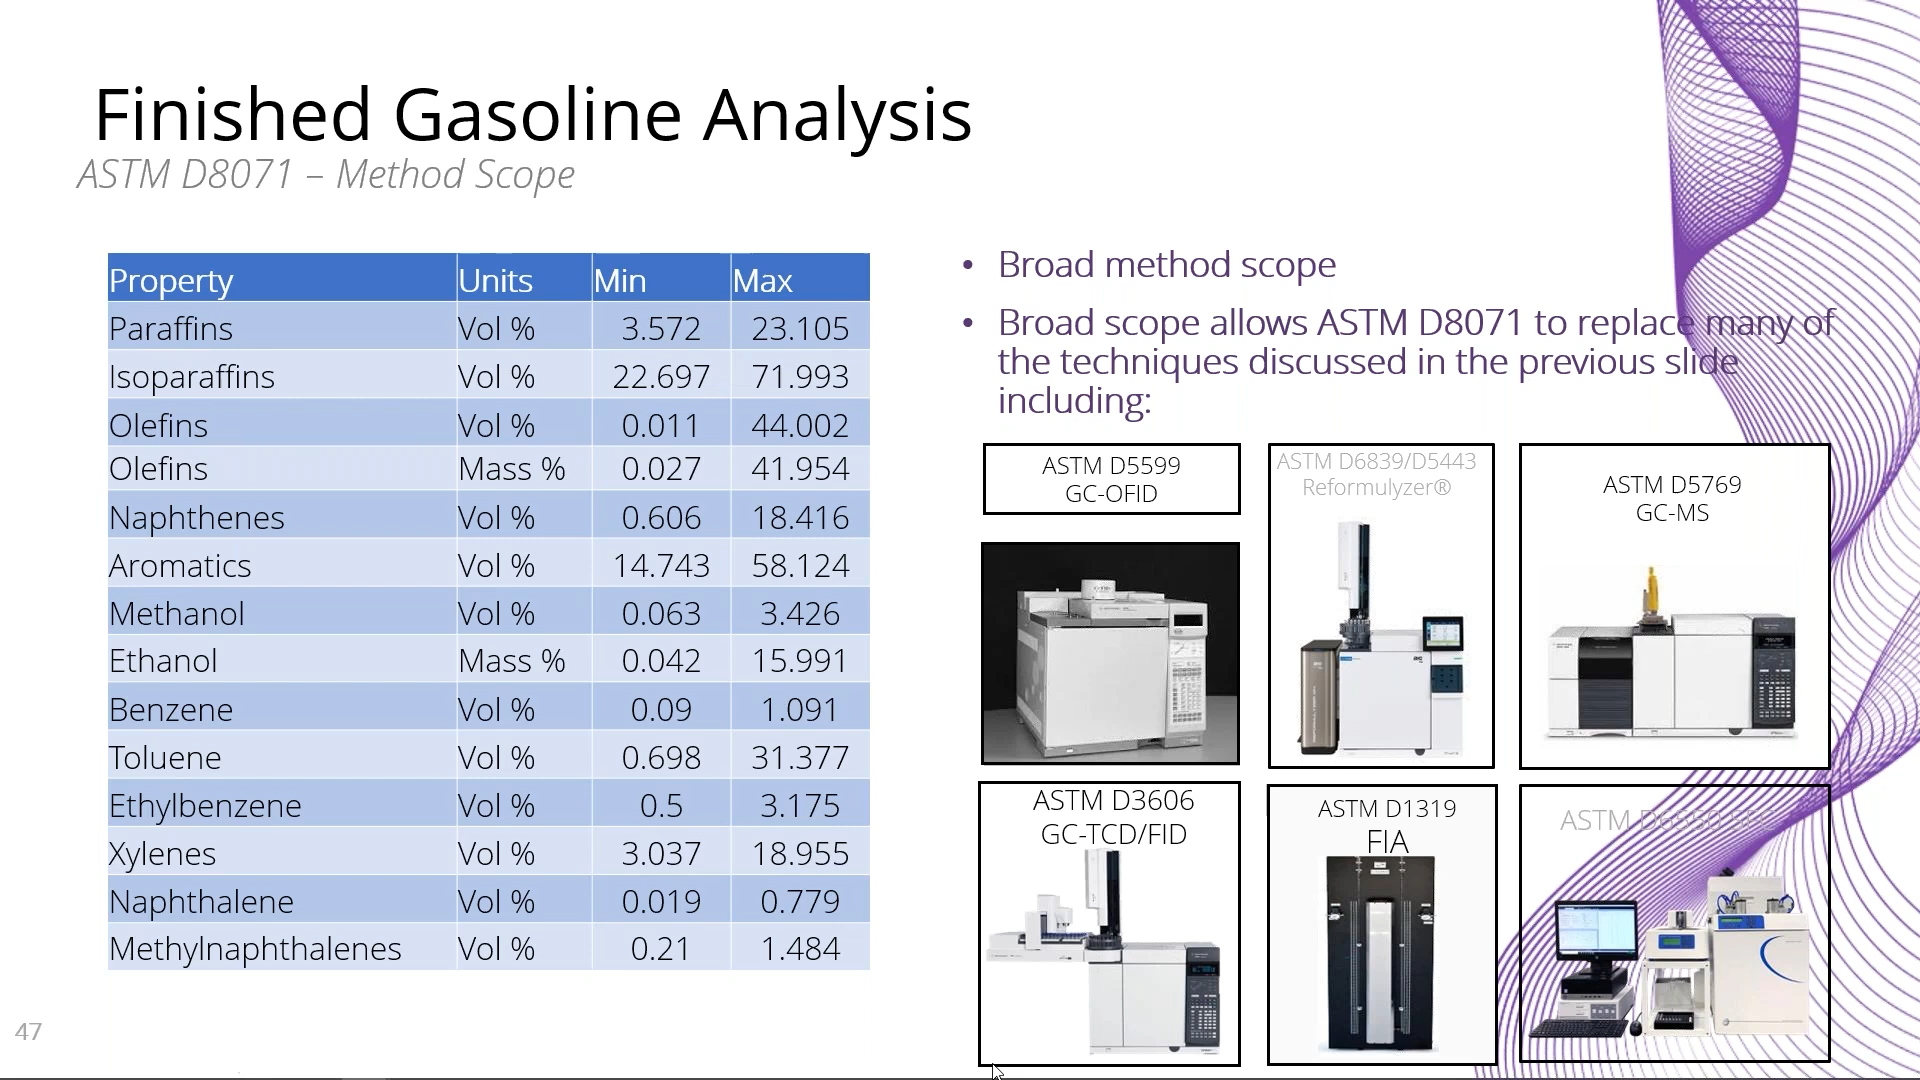 Finished Gasoline Analysis
ASTM D8071 – Method Scope
Property Units Min Max
Paraffins Vol % 3.572 23.105
Isoparaffins Vol % 22.697 71.993
Olefins Vol % 0.011 44.002
Olefins Mass % 0.027 41.954
Naphthenes Vol % 0.606 18.416
Aromatics Vol % 14.743 58.124
Methanol Vol % 0.063 3.426
Ethanol Mass % 0.042 15.991
Benzene Vol % 0.09 1.091
Toluene Vol % 0.698 31.377
Ethylbenzene Vol % 0.5 3.175
Xylenes Vol % 3.037 18.955
Naphthalene Vol % 0.019 0.779
Methylnaphthalenes Vol % 0.21 1.484
• Broad method scope
• Broad scope allows ASTM D8071 to replace many of
the techniques discussed in the previous slide
including:
ASTM D5599
GC-OFID
ASTM D6839/D5443
Reformulyzer®
ASTM D5769
GC-MS
ASTM D3606
GC-TCD/FID
ASTM D1319
FIA
ASTM D6550
47